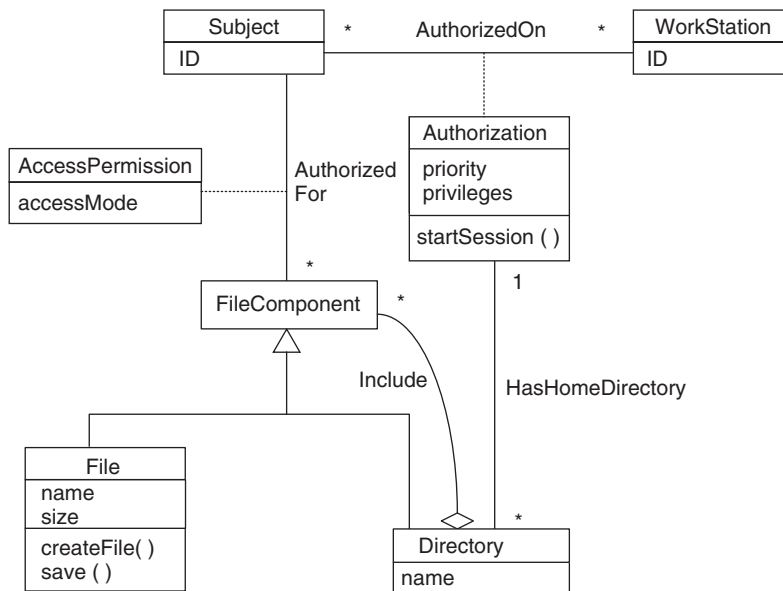 Subject
*
AuthorizedOn
*
WorkStation
ID
ID
Authorization
AccessPermission
Authorized
For
priority
privileges
accessMode
startSession ( )
*
1
FileComponent
*
Include
HasHomeDirectory
File
name
size
*
createFile( )
Directory
save ( )
name